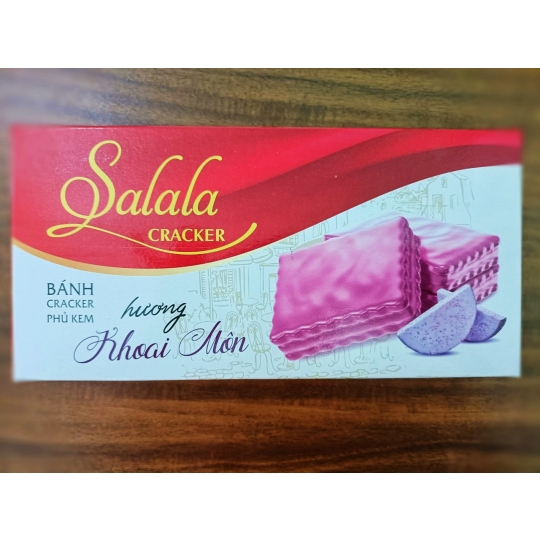 Salala
CRACKER
BÁNH
CRACKER
PHỦ KEM
hương
Khoai Môn